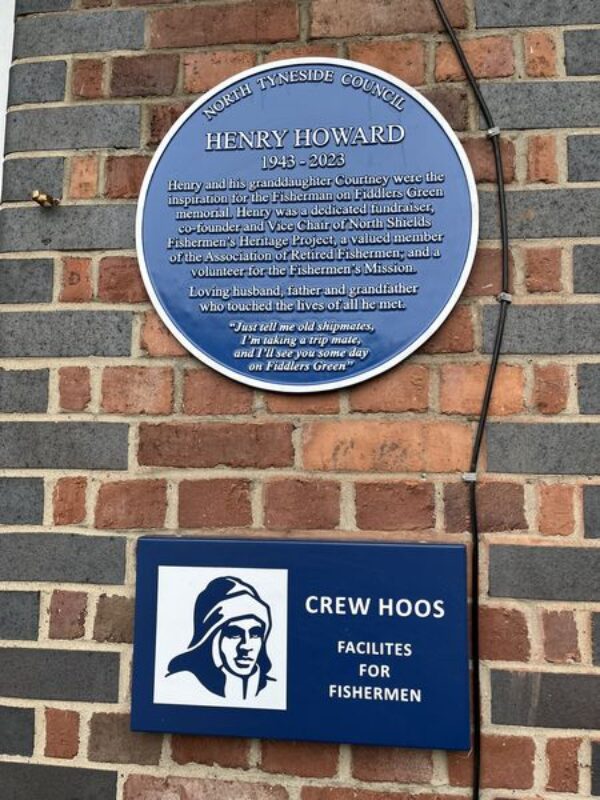 NORTH TYNESIDE COUNCIL
HENRY HOWARD
1943 - 2023
Henry and his granddaughter Courtney were the
inspiration for the Fisherman on Fiddlers Green
memorial. Henry was a dedicated fundraiser,
co-founder and Vice Chair of North Shields
Fishermen's Heritage Project, a valued member
of the Association of Retired Fishermen; and a
volunteer for the Fishermen's Mission.
Loving husband, father and grandfather
who touched the lives of all he met.
"Just tell me old shipmates,
I'm taking a trip mate,
and I'll see you some day
on Fiddlers Green"
CREW HOOS
FACILITES
FOR
FISHERMEN